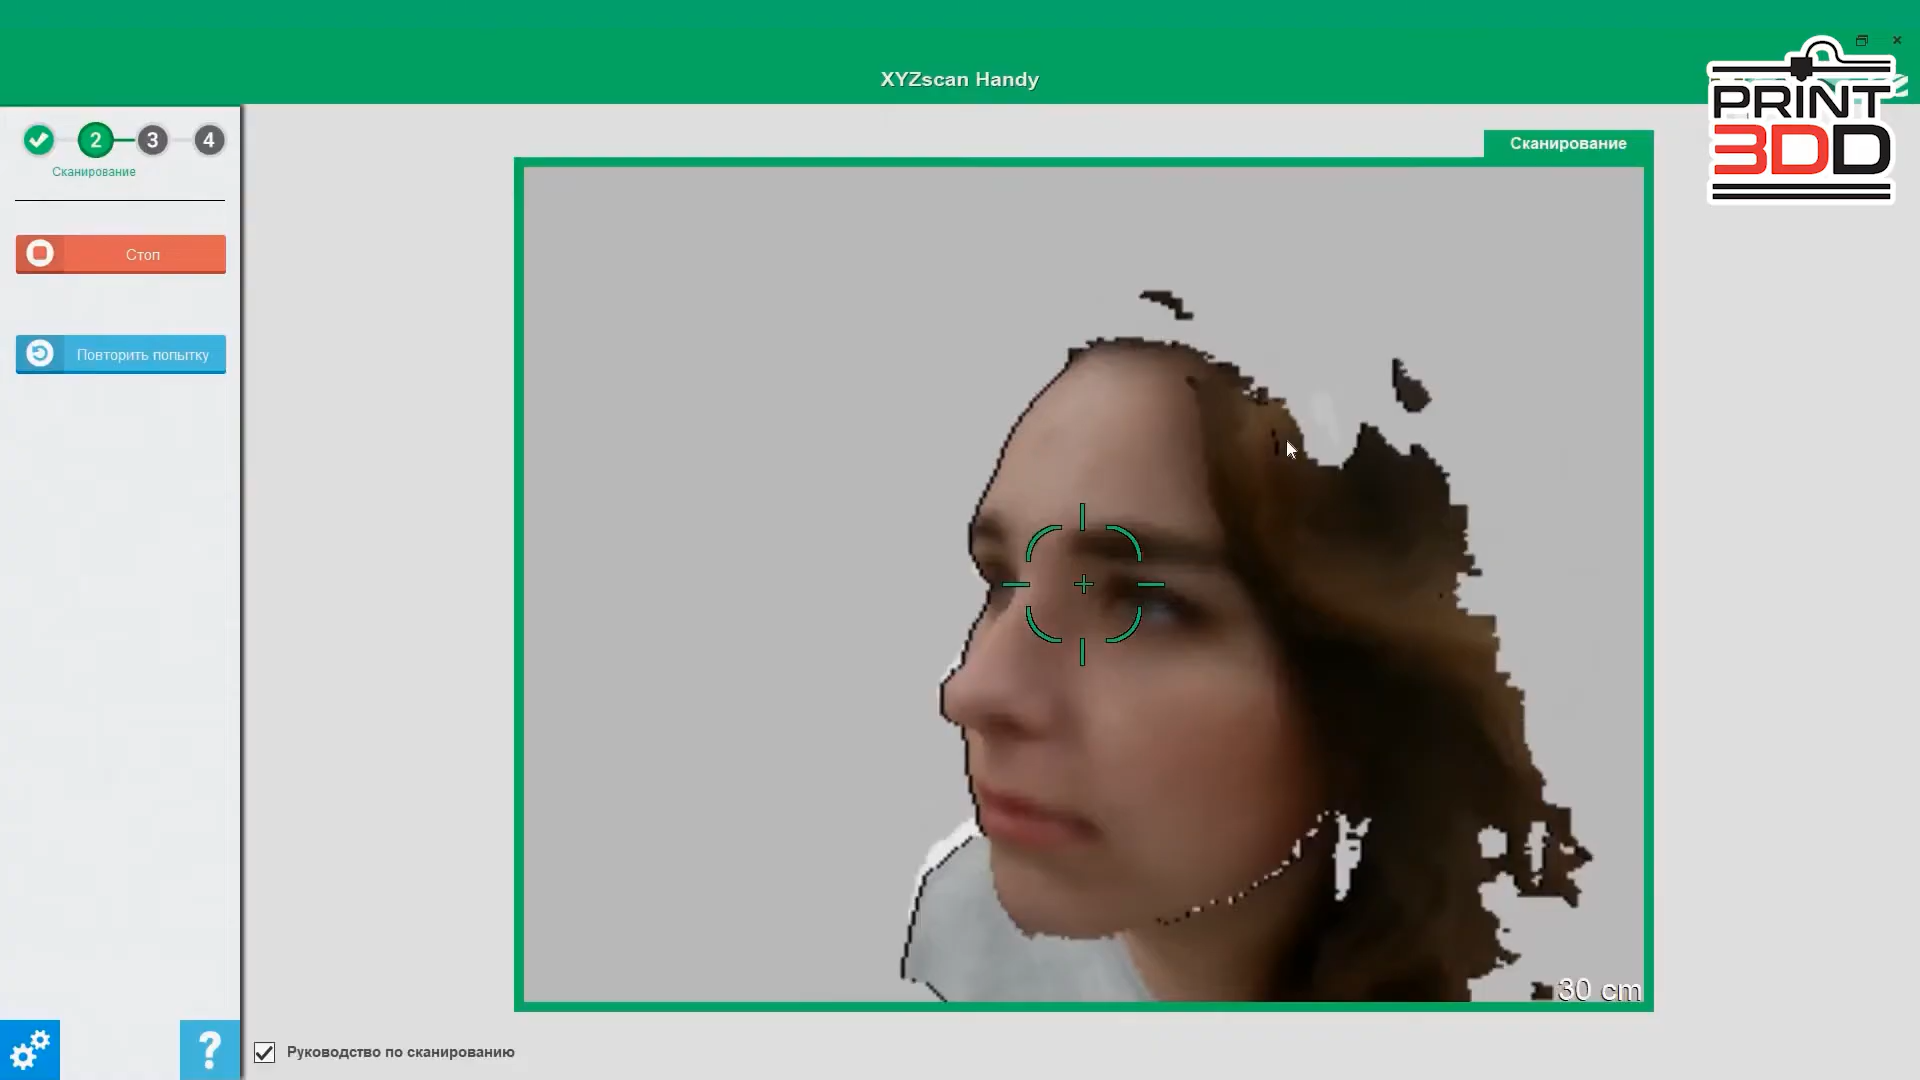 XYZscan Handy
PRINT
3DD
2
3
4
Сканирование
Сканирование
Стоп
Повторить попытку
30 cm
?
Руководство по сканированию